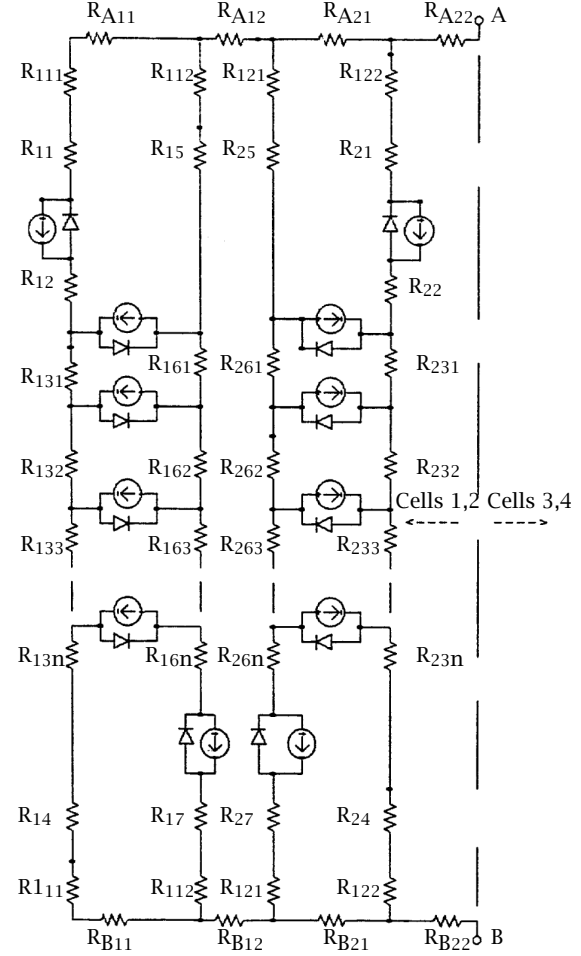 RA11 RA12 RA21 RA22 A
R111 R112 R121 R122
R11 R15 R25 R21
R12 R22
R131 R161 R261 R231
R132 R162 R262 R232
Cells 1,2 Cells 3,4
R133 R163 R263 R233
R13n R16n R26n R23n
R14 R17 R27 R24
R111 R112 R121 R122
RB11 RB12 RB21 RB22 B